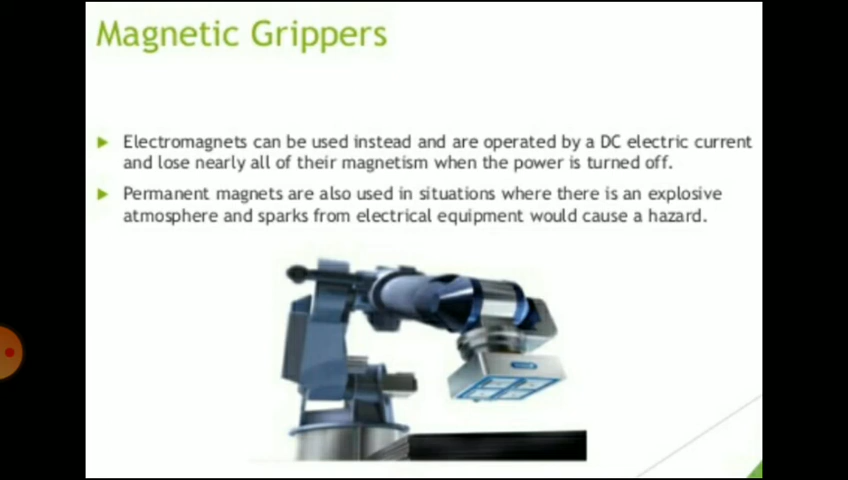 Magnetic Grippers
Electromagnets can be used instead and are operated by a DC electric current
and lose nearly all of their magnetism when the power is turned off.
Permanent magnets are also used in situations where there is an explosive
atmosphere and sparks from electrical equipment would cause a hazard.